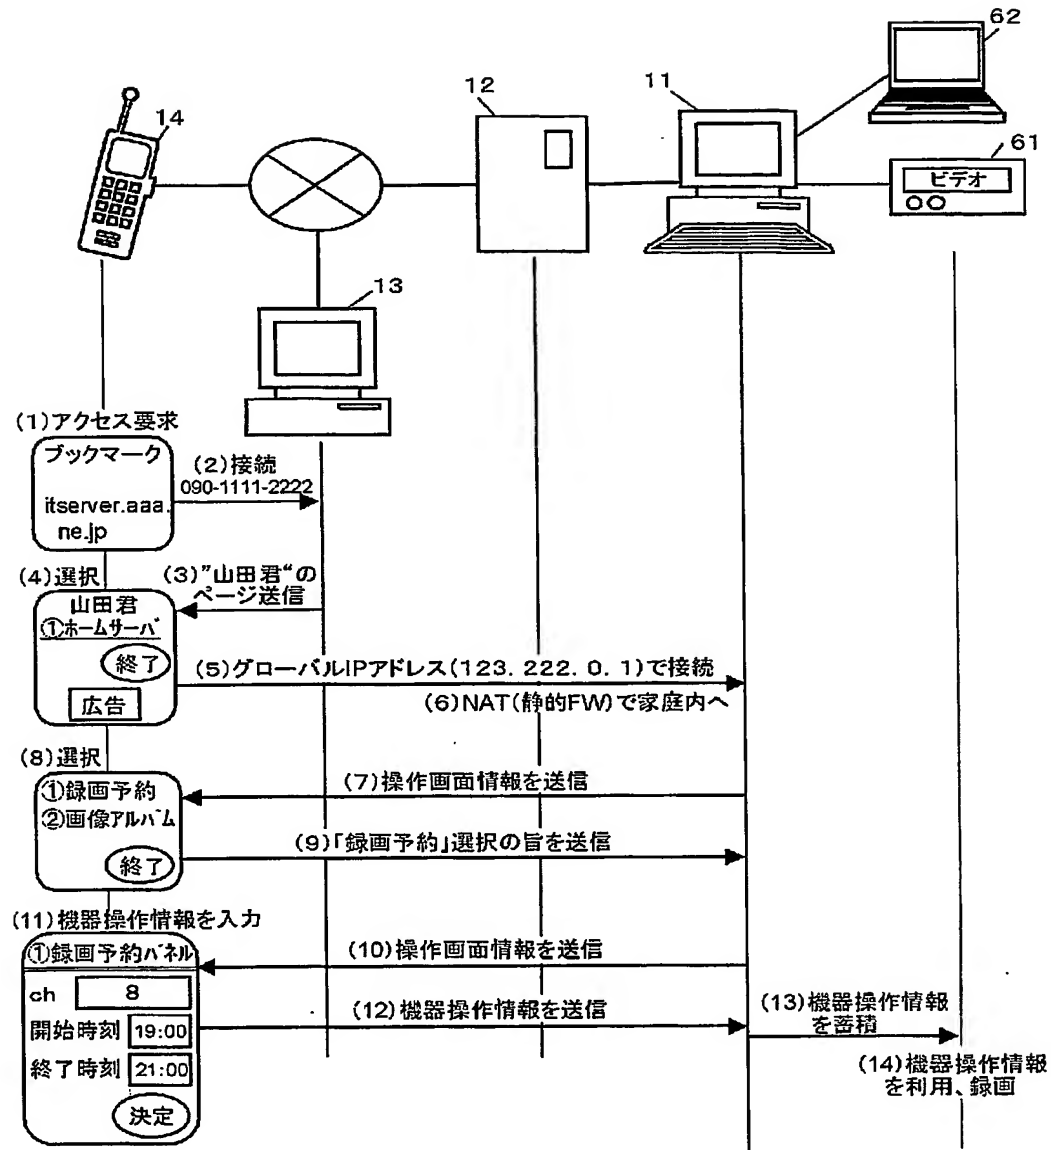 62
12
11
14
61
ビデオ
13
(1)アクセス要求
ブックマーク
itserver.aaa.
ne.jp
(2)接続
090-1111-2222
(3)”山田君“の
ページ送信
(4)選択
山田君
①ホームサーバ
終了
広告
(5)グローバルIPアドレス(123. 222. 0. 1)で接続
(6)NAT(静的FW)で家庭内へ
(7)操作画面情報を送信
(8)選択
①録画予約
②画像アルバム
終了
(9)「録画予約」選択の旨を送信
(10)操作画面情報を送信
(11)機器操作情報を入力
①録画予約パネル
ch 8
開始時刻 19:00
終了時刻 21:00
決定
(12)機器操作情報を送信
(13)機器操作情報
を蓄積
(14)機器操作情報
を利用、録画